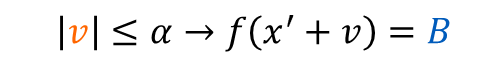 |v| ≤ α → f(x′ + v) = B